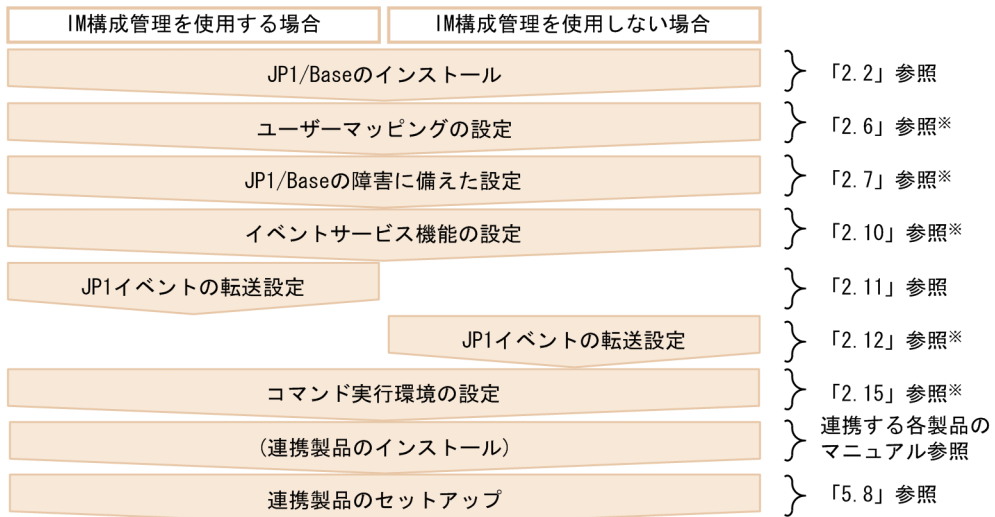 IM構成管理を使用する場合
IM構成管理を使用しない場合
JP1/Baseのインストール
「2.2」参照
ユーザーマッピングの設定
「2.6」参照※
JP1/Baseの障害に備えた設定
「2.7」参照※
イベントサービス機能の設定
「2.10」参照※
JP1イベントの転送設定
「2.11」参照
JP1イベントの転送設定
「2.12」参照※
コマンド実行環境の設定
「2.15」参照※
(連携製品のインストール)
連携する各製品の
マニュアル参照
連携製品のセットアップ
「5.8」参照